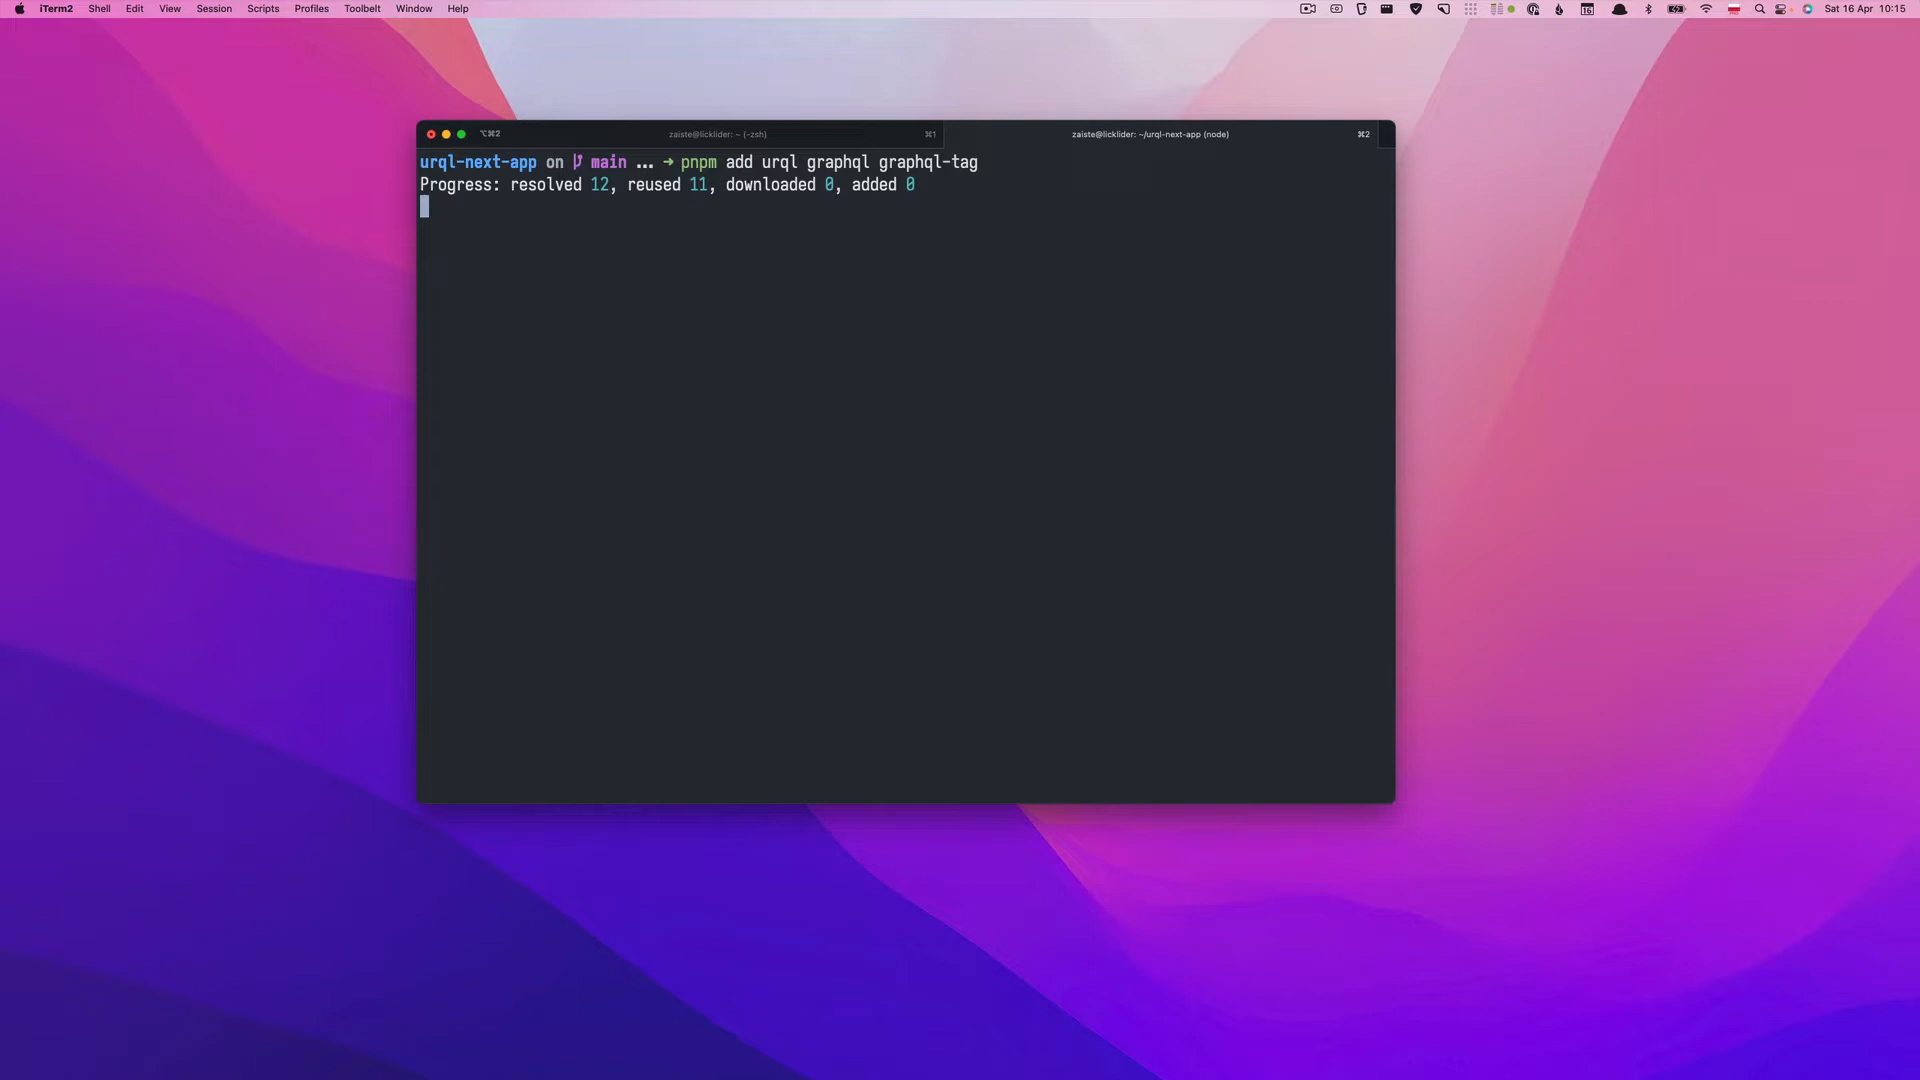 iTerm2 Shell Edit View Session Scripts Profiles Toolbelt Window Help 16 Sat 16 Apr 10:15
⌥⌘2 zaiste@licklider: ~ (-zsh) ⌘1 zaiste@licklider: ~/urql-next-app (node) ⌘2
urql-next-app on main ... → pnpm add urql graphql graphql-tag
Progress: resolved 12, reused 11, downloaded 0, added 0